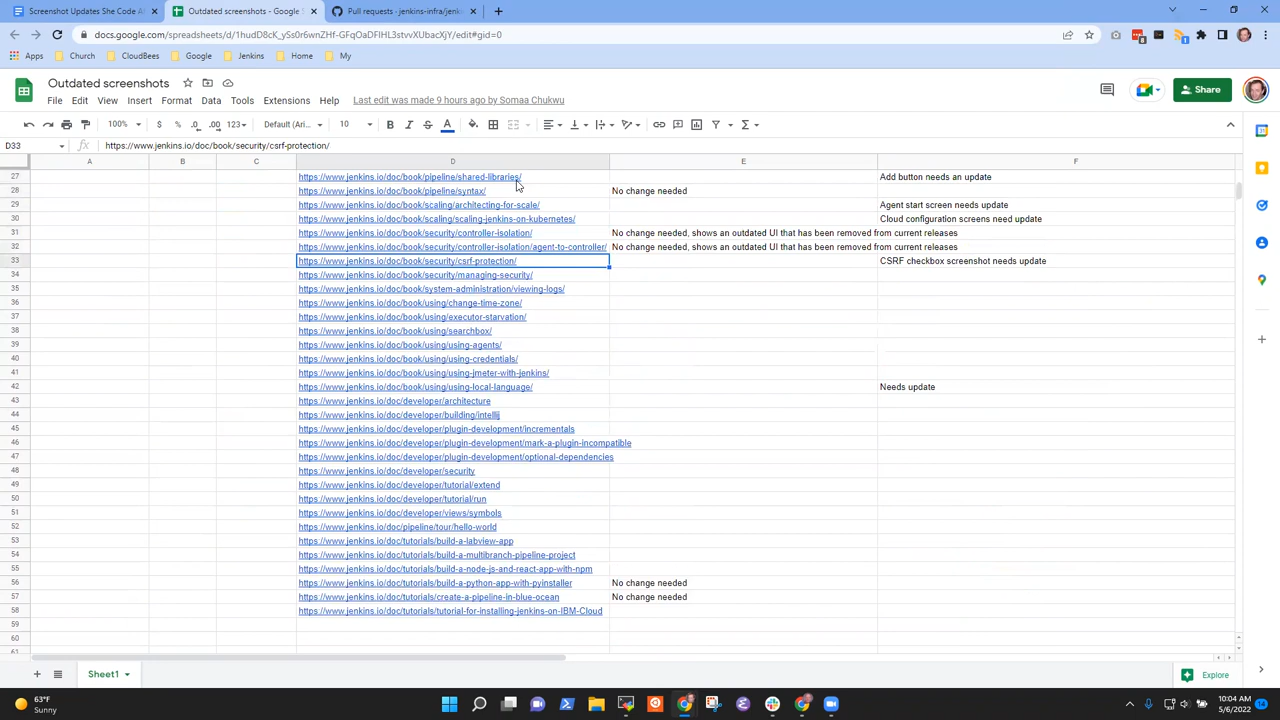 Screenshot Updates She Code Af
Outdated screenshots - Google S
Pull requests · jenkins-infra/jenki
docs.google.com/spreadsheets/d/1hudD8cK_ySs0r6wnZHf-GFqOaDFIHL3stvvXUbacXjY/edit#gid=0
Apps
Church
CloudBees
Google
Jenkins
Home
My
Outdated screenshots
File Edit View Insert Format Data Tools Extensions Help
Last edit was made 9 hours ago by Somaa Chukwu
Share
100% $ % .0 .00 123 Default (Ari... 10
D33 fx https://www.jenkins.io/doc/book/security/csrf-protection/
A B C D E F
27 https://www.jenkins.io/doc/book/pipeline/shared-libraries/ Add button needs an update
28 https://www.jenkins.io/doc/book/pipeline/syntax/ No change needed
29 https://www.jenkins.io/doc/book/scaling/architecting-for-scale/ Agent start screen needs update
30 https://www.jenkins.io/doc/book/scaling/scaling-jenkins-on-kubernetes/ Cloud configuration screens need update
31 https://www.jenkins.io/doc/book/security/controller-isolation/ No change needed, shows an outdated UI that has been removed from current releases
32 https://www.jenkins.io/doc/book/security/controller-isolation/agent-to-controller/ No change needed, shows an outdated UI that has been removed from current releases
33 https://www.jenkins.io/doc/book/security/csrf-protection/ CSRF checkbox screenshot needs update
34 https://www.jenkins.io/doc/book/security/managing-security/
35 https://www.jenkins.io/doc/book/system-administration/viewing-logs/
36 https://www.jenkins.io/doc/book/using/change-time-zone/
37 https://www.jenkins.io/doc/book/using/executor-starvation/
38 https://www.jenkins.io/doc/book/using/searchbox/
39 https://www.jenkins.io/doc/book/using/using-agents/
40 https://www.jenkins.io/doc/book/using/using-credentials/
41 https://www.jenkins.io/doc/book/using/using-jmeter-with-jenkins/
42 https://www.jenkins.io/doc/book/using/using-local-language/ Needs update
43 https://www.jenkins.io/doc/developer/architecture
44 https://www.jenkins.io/doc/developer/building/intellij
45 https://www.jenkins.io/doc/developer/plugin-development/incrementals
46 https://www.jenkins.io/doc/developer/plugin-development/mark-a-plugin-incompatible
47 https://www.jenkins.io/doc/developer/plugin-development/optional-dependencies
48 https://www.jenkins.io/doc/developer/security
49 https://www.jenkins.io/doc/developer/tutorial/extend
50 https://www.jenkins.io/doc/developer/tutorial/run
51 https://www.jenkins.io/doc/developer/views/symbols
52 https://www.jenkins.io/doc/pipeline/tour/hello-world
53 https://www.jenkins.io/doc/tutorials/build-a-labview-app
54 https://www.jenkins.io/doc/tutorials/build-a-multibranch-pipeline-project
55 https://www.jenkins.io/doc/tutorials/build-a-node-js-and-react-app-with-npm
56 https://www.jenkins.io/doc/tutorials/build-a-python-app-with-pyinstaller No change needed
57 https://www.jenkins.io/doc/tutorials/create-a-pipeline-in-blue-ocean No change needed
58 https://www.jenkins.io/doc/tutorials/tutorial-for-installing-jenkins-on-IBM-Cloud
59
60
61
Sheet1
Explore
63°F
Sunny
10:04 AM
5/6/2022